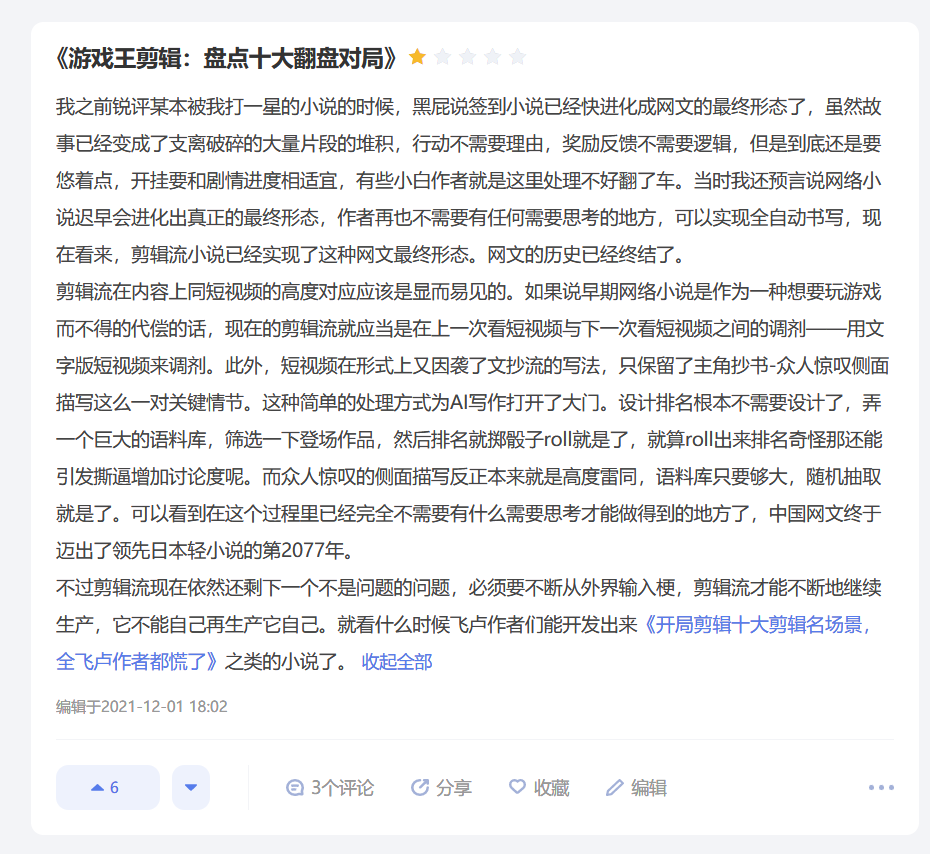 《游戏王剪辑：盘点十大翻盘对局》
我之前锐评某本被我打一星的小说的时候，黑屁说签到小说已经快进化成网文的最终形态了，虽然故
事已经变成了支离破碎的大量片段的堆积，行动不需要理由，奖励反馈不需要逻辑，但是到底还是要
悠着点，开挂要和剧情进度相适宜，有些小白作者就是这里处理不好翻了车。当时我还预言说网络小
说迟早会进化出真正的最终形态，作者再也不需要有任何需要思考的地方，可以实现全自动书写，现
在看来，剪辑流小说已经实现了这种网文最终形态。网文的历史已经终结了。
剪辑流在内容上同短视频的高度对应应该是显而易见的。如果说早期网络小说是作为一种想要玩游戏
而不得的代偿的话，现在的剪辑流就应当是在上一次看短视频与下一次看短视频之间的调剂——用文
字版短视频来调剂。此外，短视频在形式上又因袭了文抄流的写法，只保留了主角抄书-众人惊叹侧面
描写这么一对关键情节。这种简单的处理方式为AI写作打开了大门。设计排名根本不需要设计了，弄
一个巨大的语料库，筛选一下登场作品，然后排名就掷骰子roll就是了，就算roll出来排名奇怪那还能
引发撕逼增加讨论度呢。而众人惊叹的侧面描写反正本来就是高度雷同，语料库只要够大，随机抽取
就是了。可以看到在这个过程里已经完全不需要有什么需要思考才能做得到的地方了，中国网文终于
迈出了领先日本轻小说的第2077年。
不过剪辑流现在依然还剩下一个不是问题的问题，必须要不断从外界输入梗，剪辑流才能不断地继续
生产，它不能自己再生产它自己。就看什么时候飞卢作者们能开发出来《开局剪辑十大剪辑名场景，
全飞卢作者都慌了》之类的小说了。 收起全部
编辑于2021-12-01 18:02
6 3个评论 分享 收藏 编辑